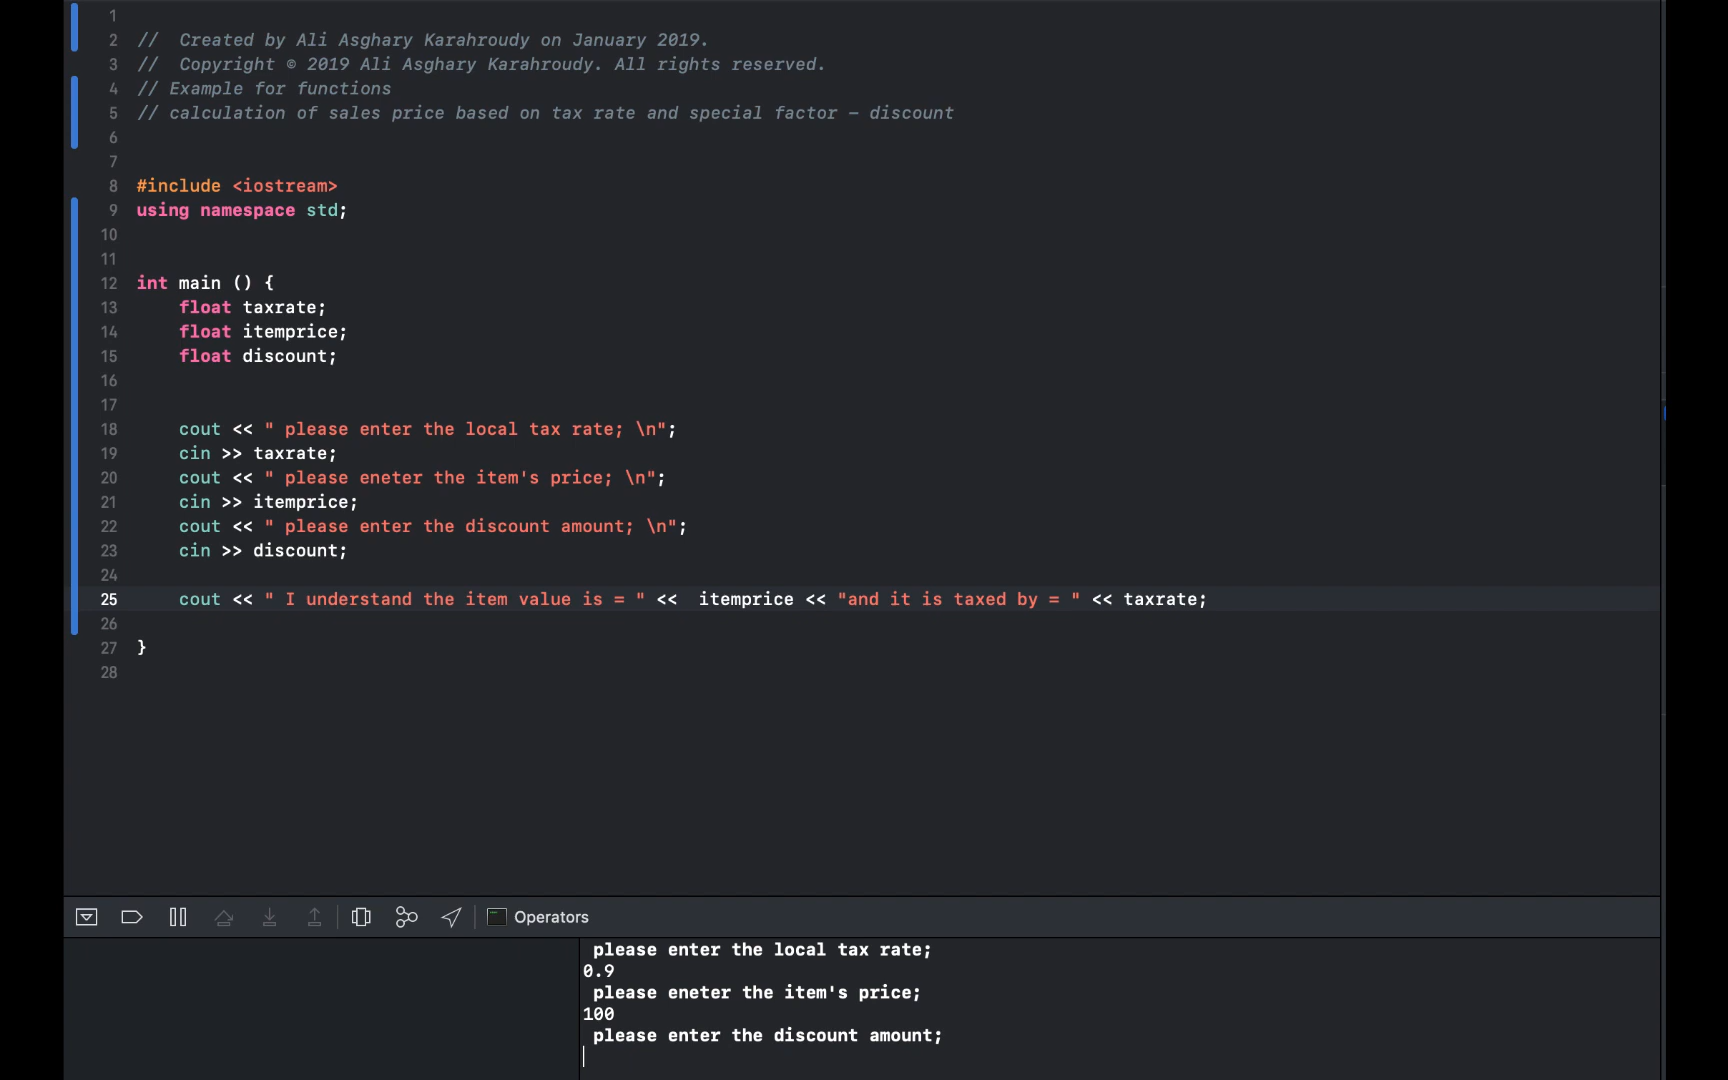 1
2 //  Created by Ali Asghary Karahroudy on January 2019.
3 //  Copyright © 2019 Ali Asghary Karahroudy. All rights reserved.
4 // Example for functions
5 // calculation of sales price based on tax rate and special factor – discount
6
7
8 #include <iostream>
9 using namespace std;
10
11
12 int main () {
13     float taxrate;
14     float itemprice;
15     float discount;
16
17
18     cout << " please enter the local tax rate; \n";
19     cin >> taxrate;
20     cout << " please eneter the item's price; \n";
21     cin >> itemprice;
22     cout << " please enter the discount amount; \n";
23     cin >> discount;
24
25     cout << " I understand the item value is = " <<  itemprice << "and it is taxed by = " << taxrate;
26
27 }
28
Operators
 please enter the local tax rate;
0.9
 please eneter the item's price;
100
 please enter the discount amount;